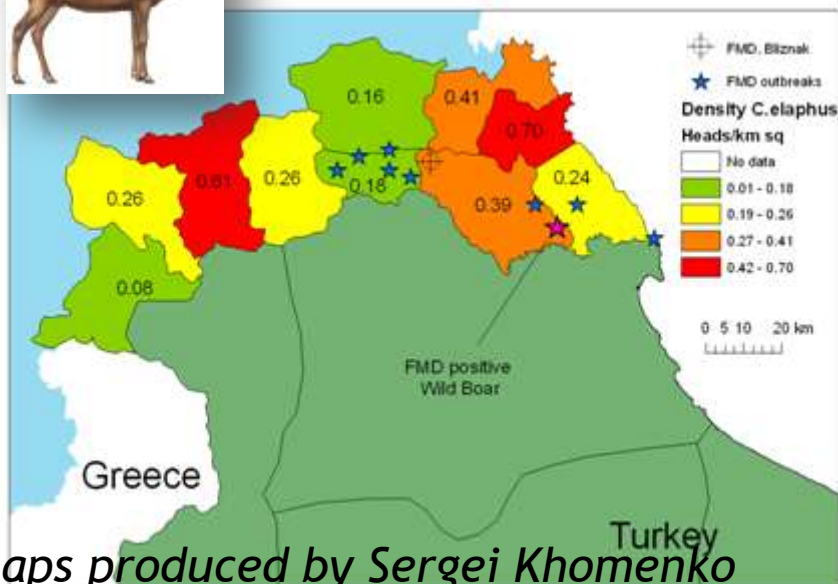 FMD, Bliznak
FMD outbreaks
Density C.elaphus
Heads/km sq
No data
0.01 - 0.18
0.19 - 0.26
0.27 - 0.41
0.42 - 0.70
0 5 10 20 km
0.16
0.41
0.70
0.61
0.26
0.26
0.18
0.24
0.39
0.08
FMD positive
Wild Boar
Greece
Turkey
aps produced by Sergei Khomenko